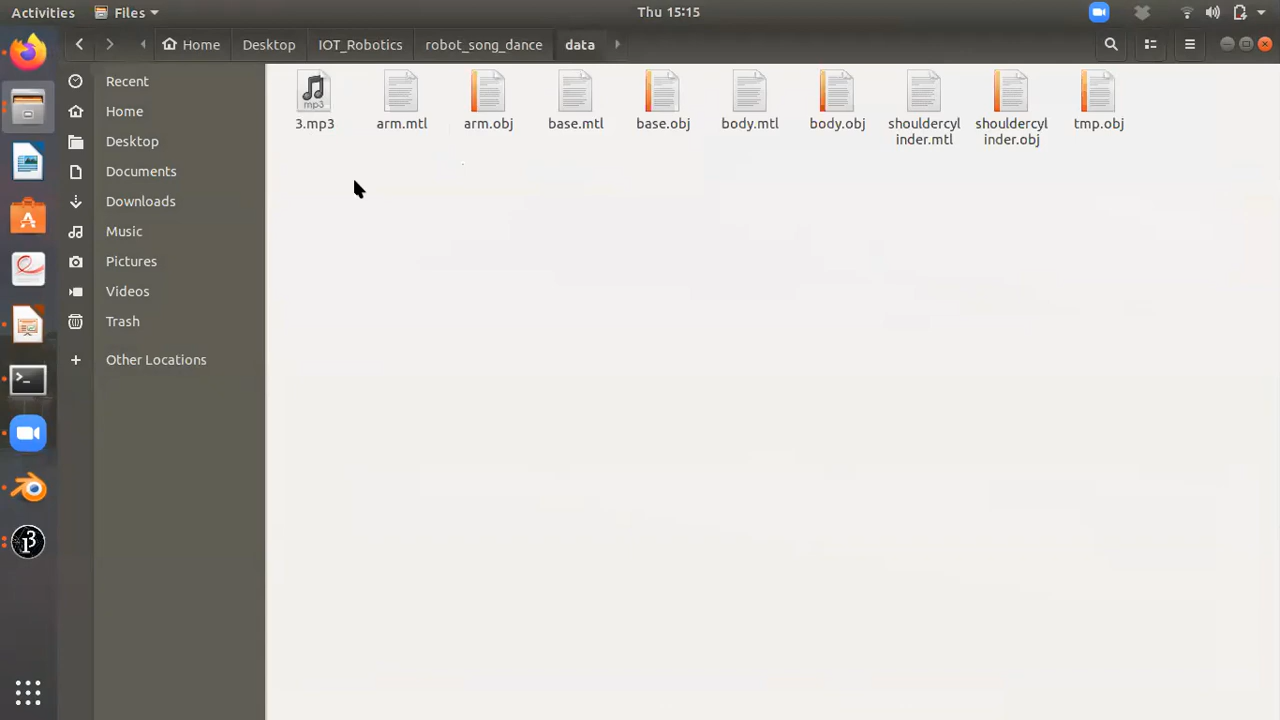 Activities
Files
Thu 15:15
Home
Desktop
IOT_Robotics
robot_song_dance
data
Recent
Home
Desktop
Documents
Downloads
Music
Pictures
Videos
Trash
Other Locations
mp3
3.mp3
arm.mtl
arm.obj
base.mtl
base.obj
body.mtl
body.obj
shouldercyl
inder.mtl
shouldercyl
inder.obj
tmp.obj